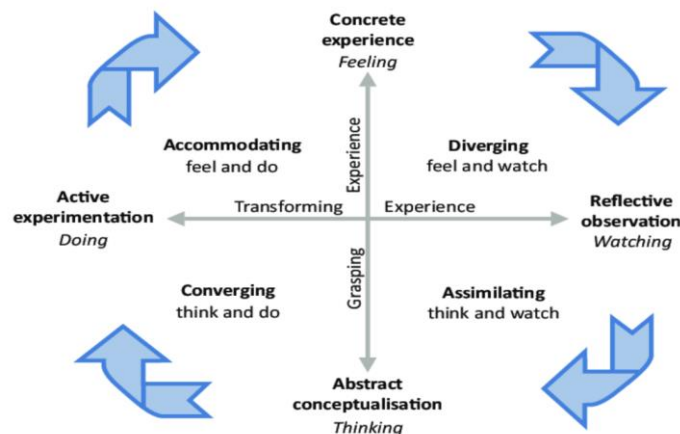 Concrete
experience
Feeling
Accommodating
feel and do
Diverging
feel and watch
Experience
Active
experimentation
Doing
Transforming
Experience
Reflective
observation
Watching
Grasping
Converging
think and do
Assimilating
think and watch
Abstract
conceptualisation
Thinking